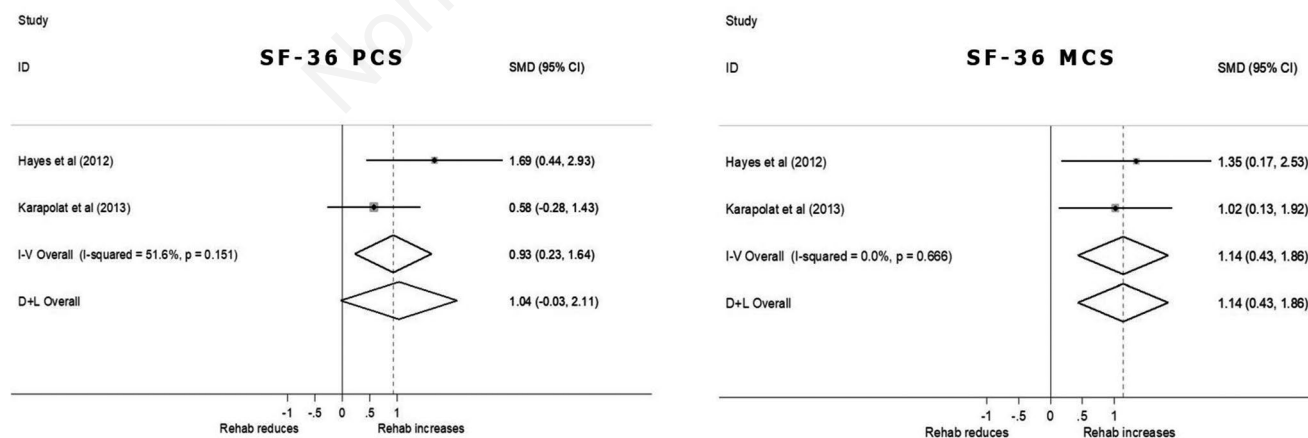 Study
ID
SF-36 PCS
SMD (95% CI)
Hayes et al (2012)
1.69 (0.44, 2.93)
Karapolat et al (2013)
0.58 (-0.28, 1.43)
I-V Overall (I-squared = 51.6%, p = 0.151)
0.93 (0.23, 1.64)
D+L Overall
1.04 (-0.03, 2.11)
-1 -.5 0 .5 1
Rehab reduces Rehab increases
Study
ID
SF-36 MCS
SMD (95% CI)
Hayes et al (2012)
1.35 (0.17, 2.53)
Karapolat et al (2013)
1.02 (0.13, 1.92)
I-V Overall (I-squared = 0.0%, p = 0.666)
1.14 (0.43, 1.86)
D+L Overall
1.14 (0.43, 1.86)
-1 -.5 0 .5 1
Rehab reduces Rehab increases